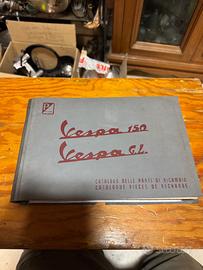 Vespa 150
Vespa G.L.
CATALOGO DELLE PARTI DI RICAMBIO
CATALOGUE PIECES DE RECHANGE